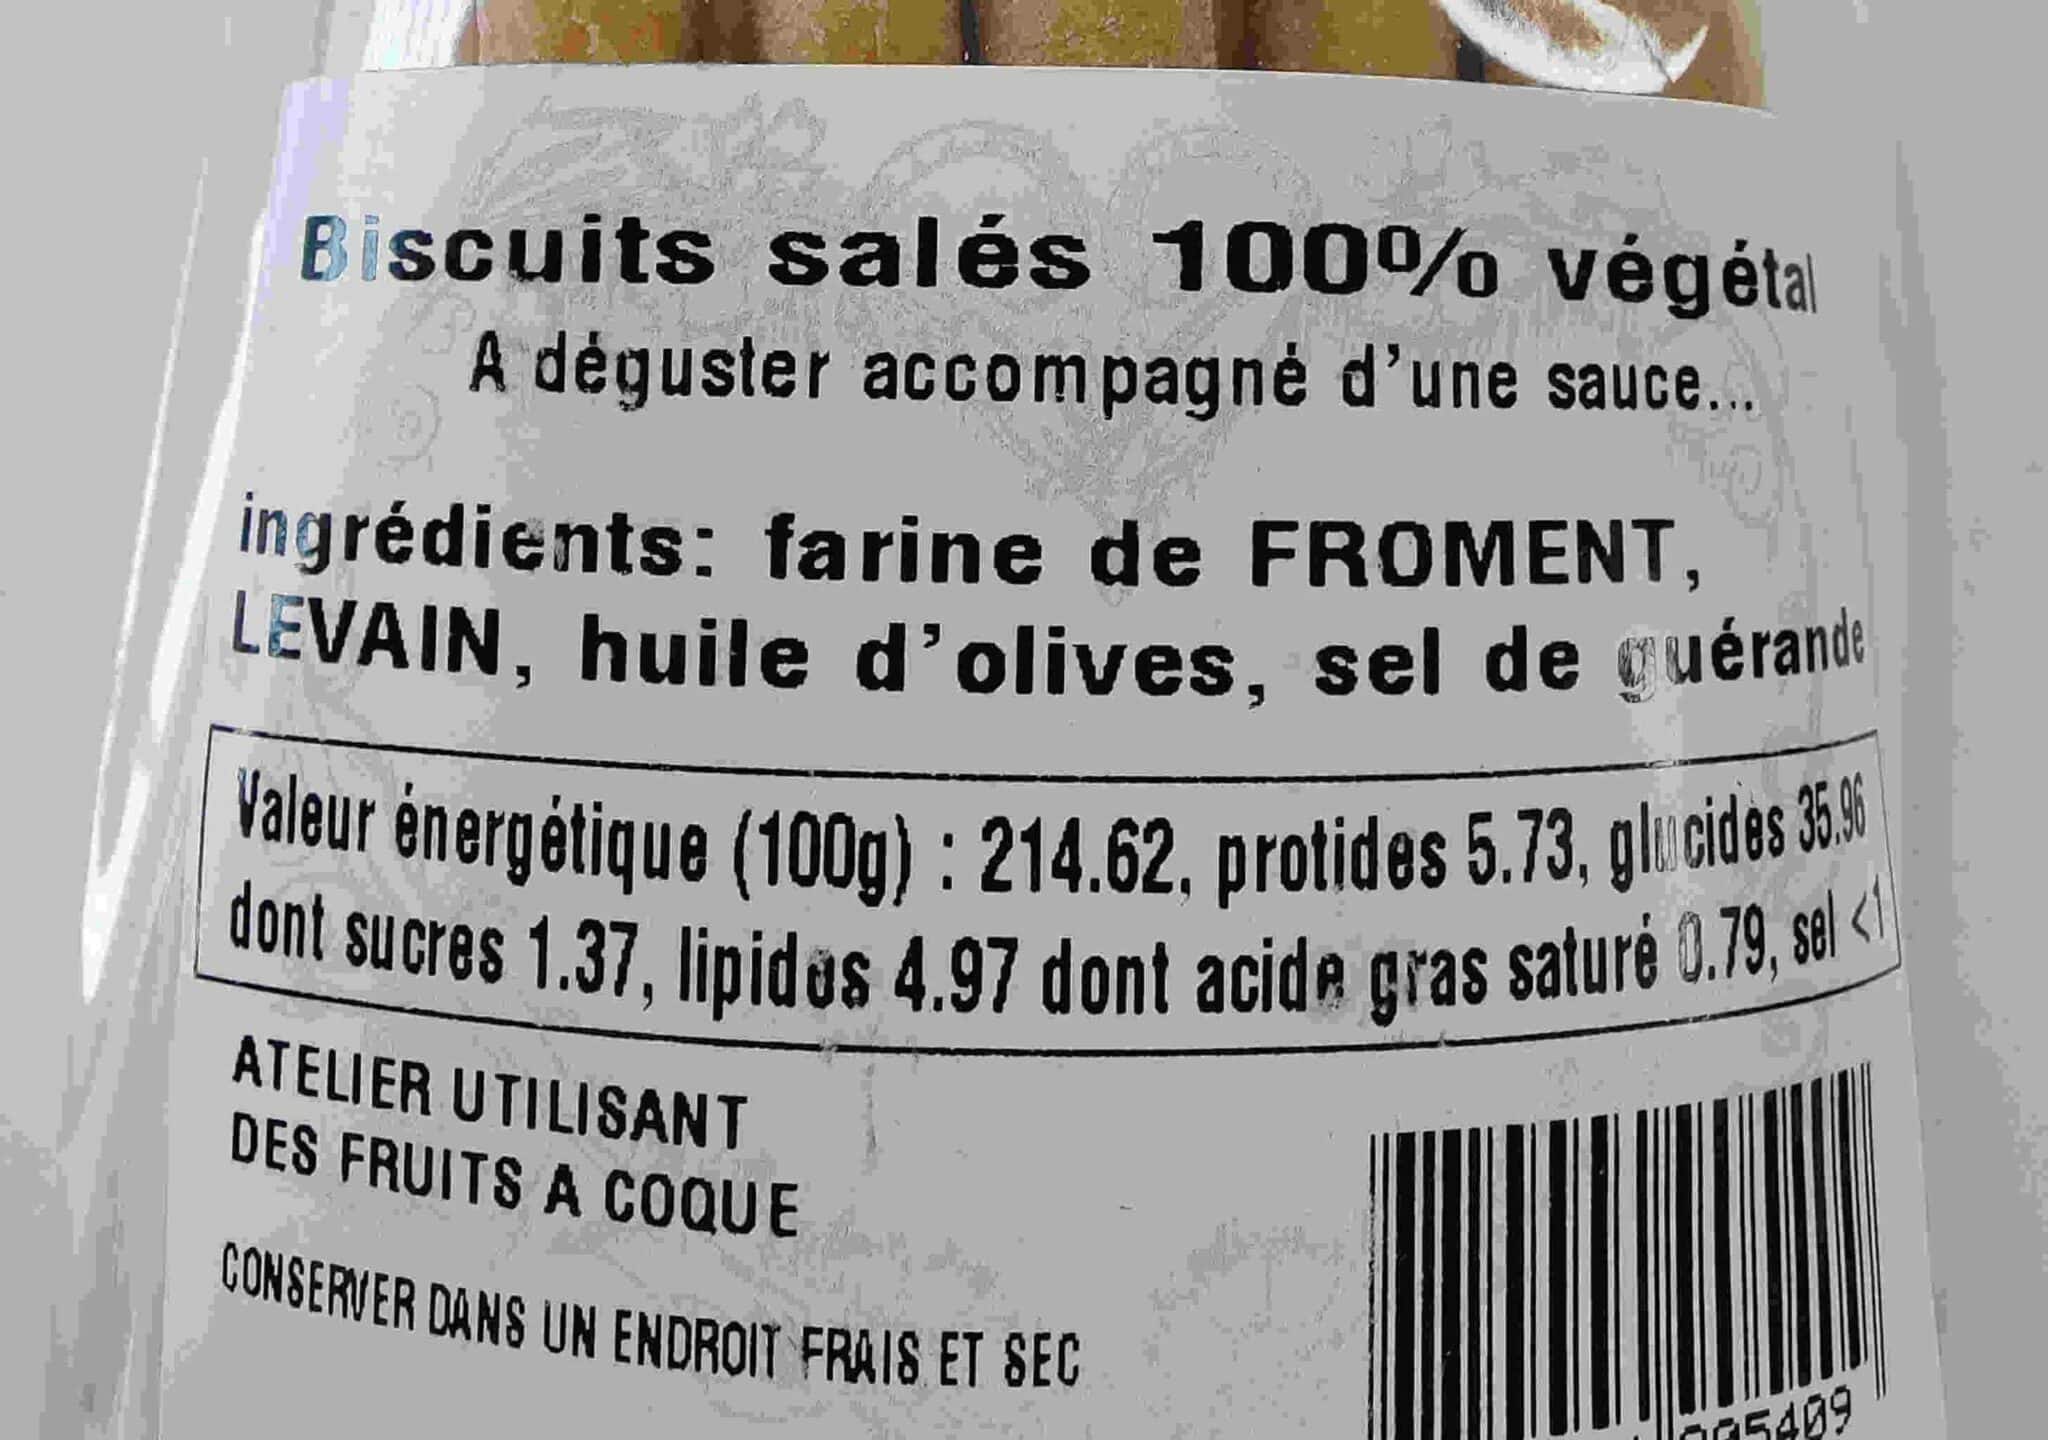 Biscuits salés 100% végétal
A déguster accompagné d'une sauce...
ingrédients: farine de FROMENT,
LEVAIN, huile d'olives, sel de guérande
Valeur énergétique (100g) : 214.62, protides 5.73, glucides 35.96
dont sucres 1.37, lipides 4.97 dont acide gras saturé 0.79, sel <1
ATELIER UTILISANT
DES FRUITS A COQUE
CONSERVER DANS UN ENDROIT FRAIS ET SEC